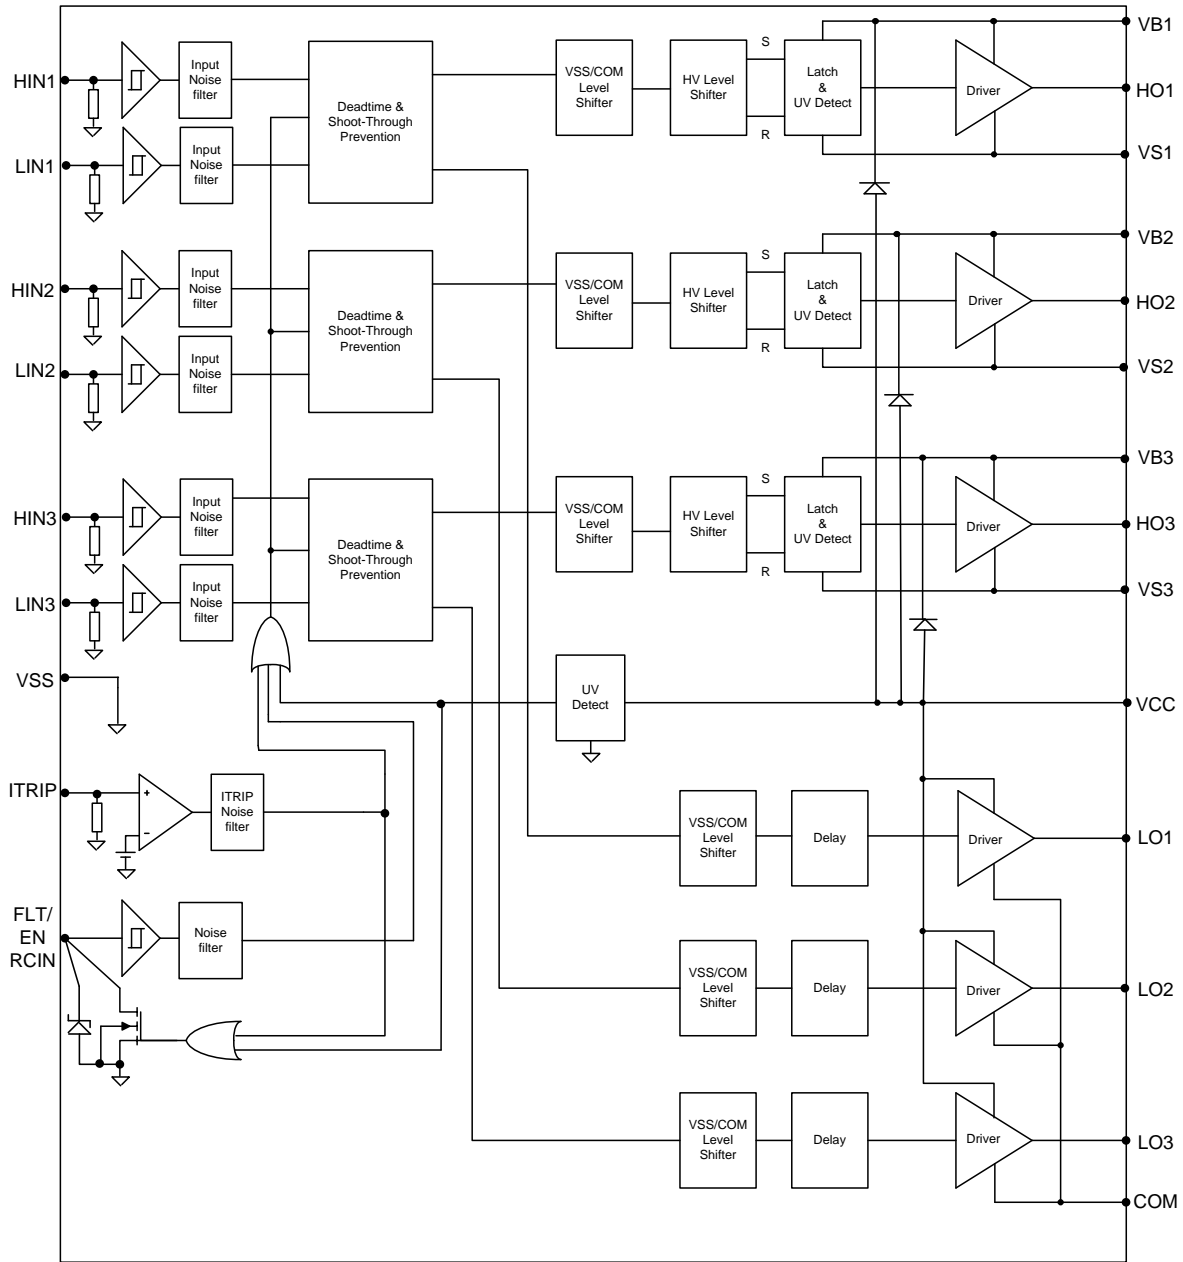 VB1
S
HIN1
Input
Noise
filter
Deadtime &
Shoot-Through
Prevention
VSS/COM
Level
Shifter
HV Level
Shifter
Latch
&
UV Detect
Driver
HO1
R
LIN1
Input
Noise
filter
VS1
VB2
S
HIN2
Input
Noise
filter
Deadtime &
Shoot-Through
Prevention
VSS/COM
Level
Shifter
HV Level
Shifter
Latch
&
UV Detect
Driver
HO2
R
LIN2
Input
Noise
filter
VS2
VB3
S
HIN3
Input
Noise
filter
Deadtime &
Shoot-Through
Prevention
VSS/COM
Level
Shifter
HV Level
Shifter
Latch
&
UV Detect
Driver
HO3
R
LIN3
Input
Noise
filter
VS3
VSS
UV
Detect
VCC
ITRIP
+
−
ITRIP
Noise
filter
VSS/COM
Level
Shifter
Delay
Driver
LO1
FLT/
EN
RCIN
Noise
filter
VSS/COM
Level
Shifter
Delay
Driver
LO2
VSS/COM
Level
Shifter
Delay
Driver
LO3
COM